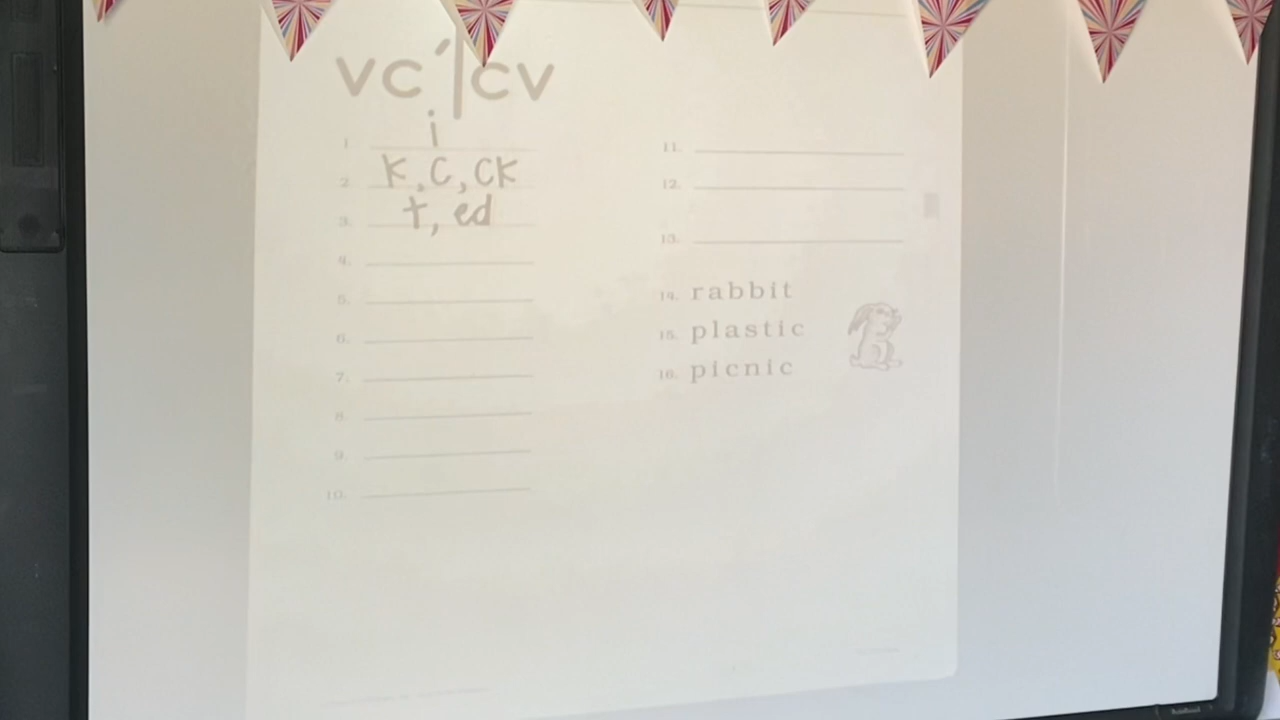 vc´|cv
1. i
2. k, c, ck
3. t, ed
4.
5.
6.
7.
8.
9.
10.
11.
12.
13.
14. rabbit
15. plastic
16. picnic